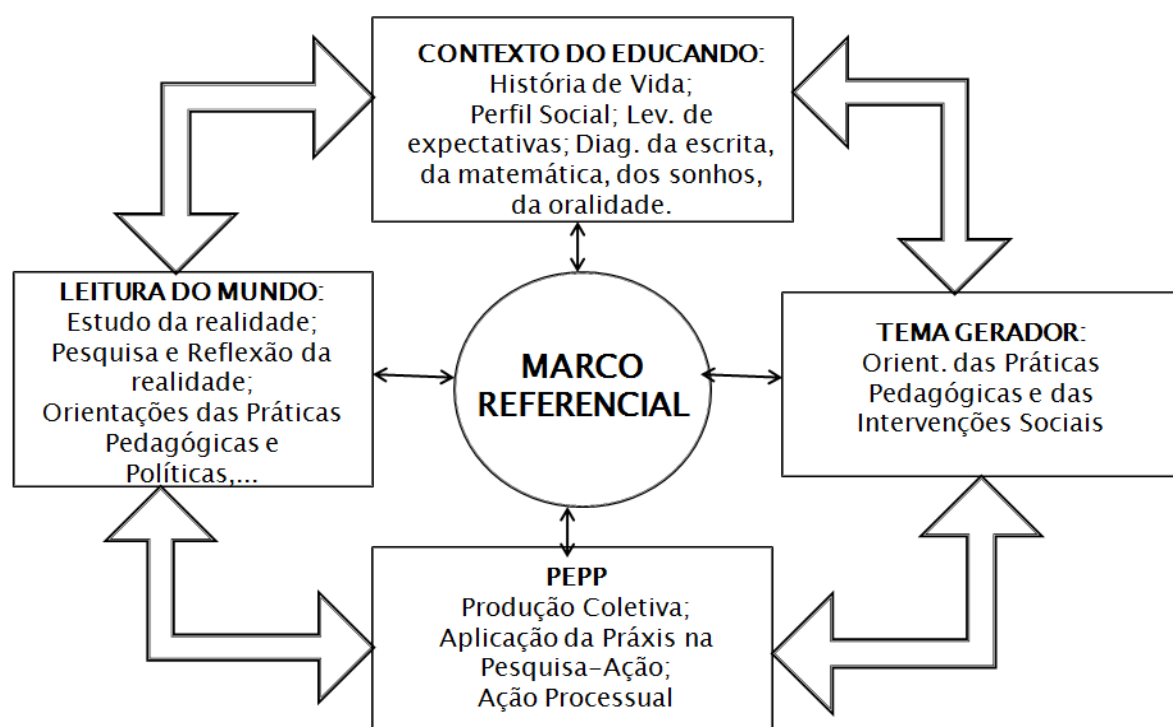 CONTEXTO DO EDUCANDO:
História de Vida;
Perfil Social; Lev. de
expectativas; Diag. da escrita,
da matemática, dos sonhos,
da oralidade.
LEITURA DO MUNDO:
Estudo da realidade;
Pesquisa e Reflexão da
realidade;
Orientações das Práticas
Pedagógicas e
Políticas,...
MARCO
REFERENCIAL
TEMA GERADOR:
Orient. das Práticas
Pedagógicas e das
Intervenções Sociais
PEPP
Produção Coletiva;
Aplicação da Práxis na
Pesquisa-Ação;
Ação Processual